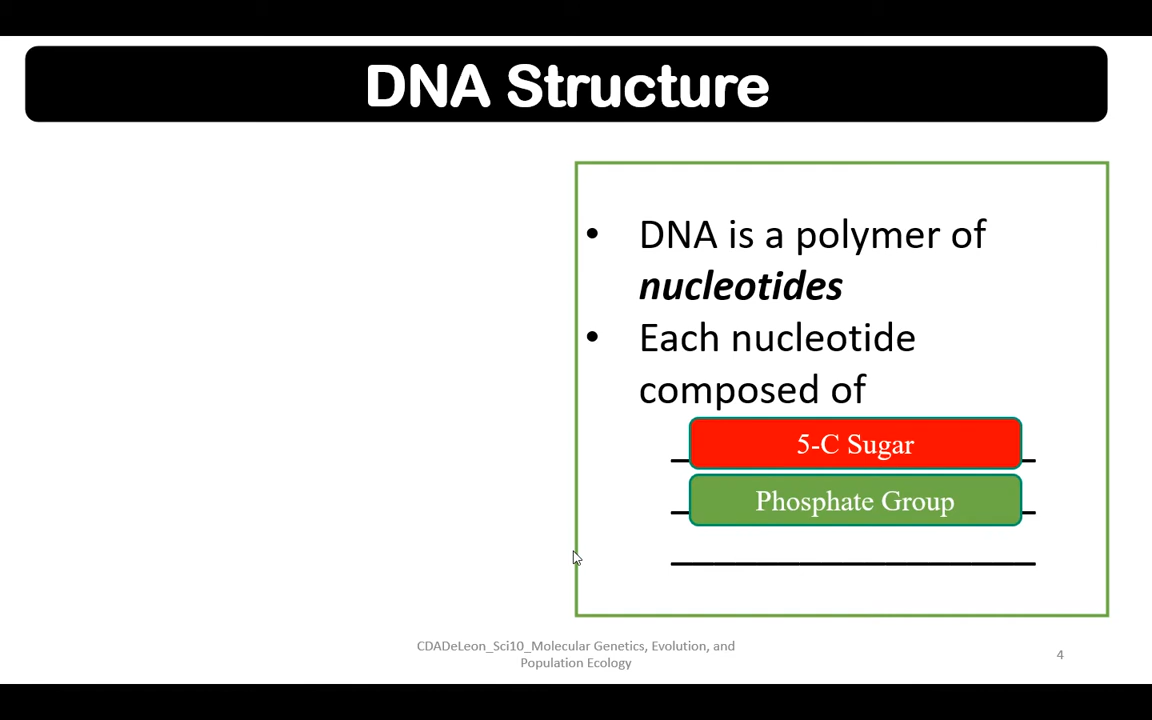 DNA Structure
• DNA is a polymer of
nucleotides
• Each nucleotide
composed of
5-C Sugar
Phosphate Group
CDADeLeon_Sci10_Molecular Genetics, Evolution, and
Population Ecology
4